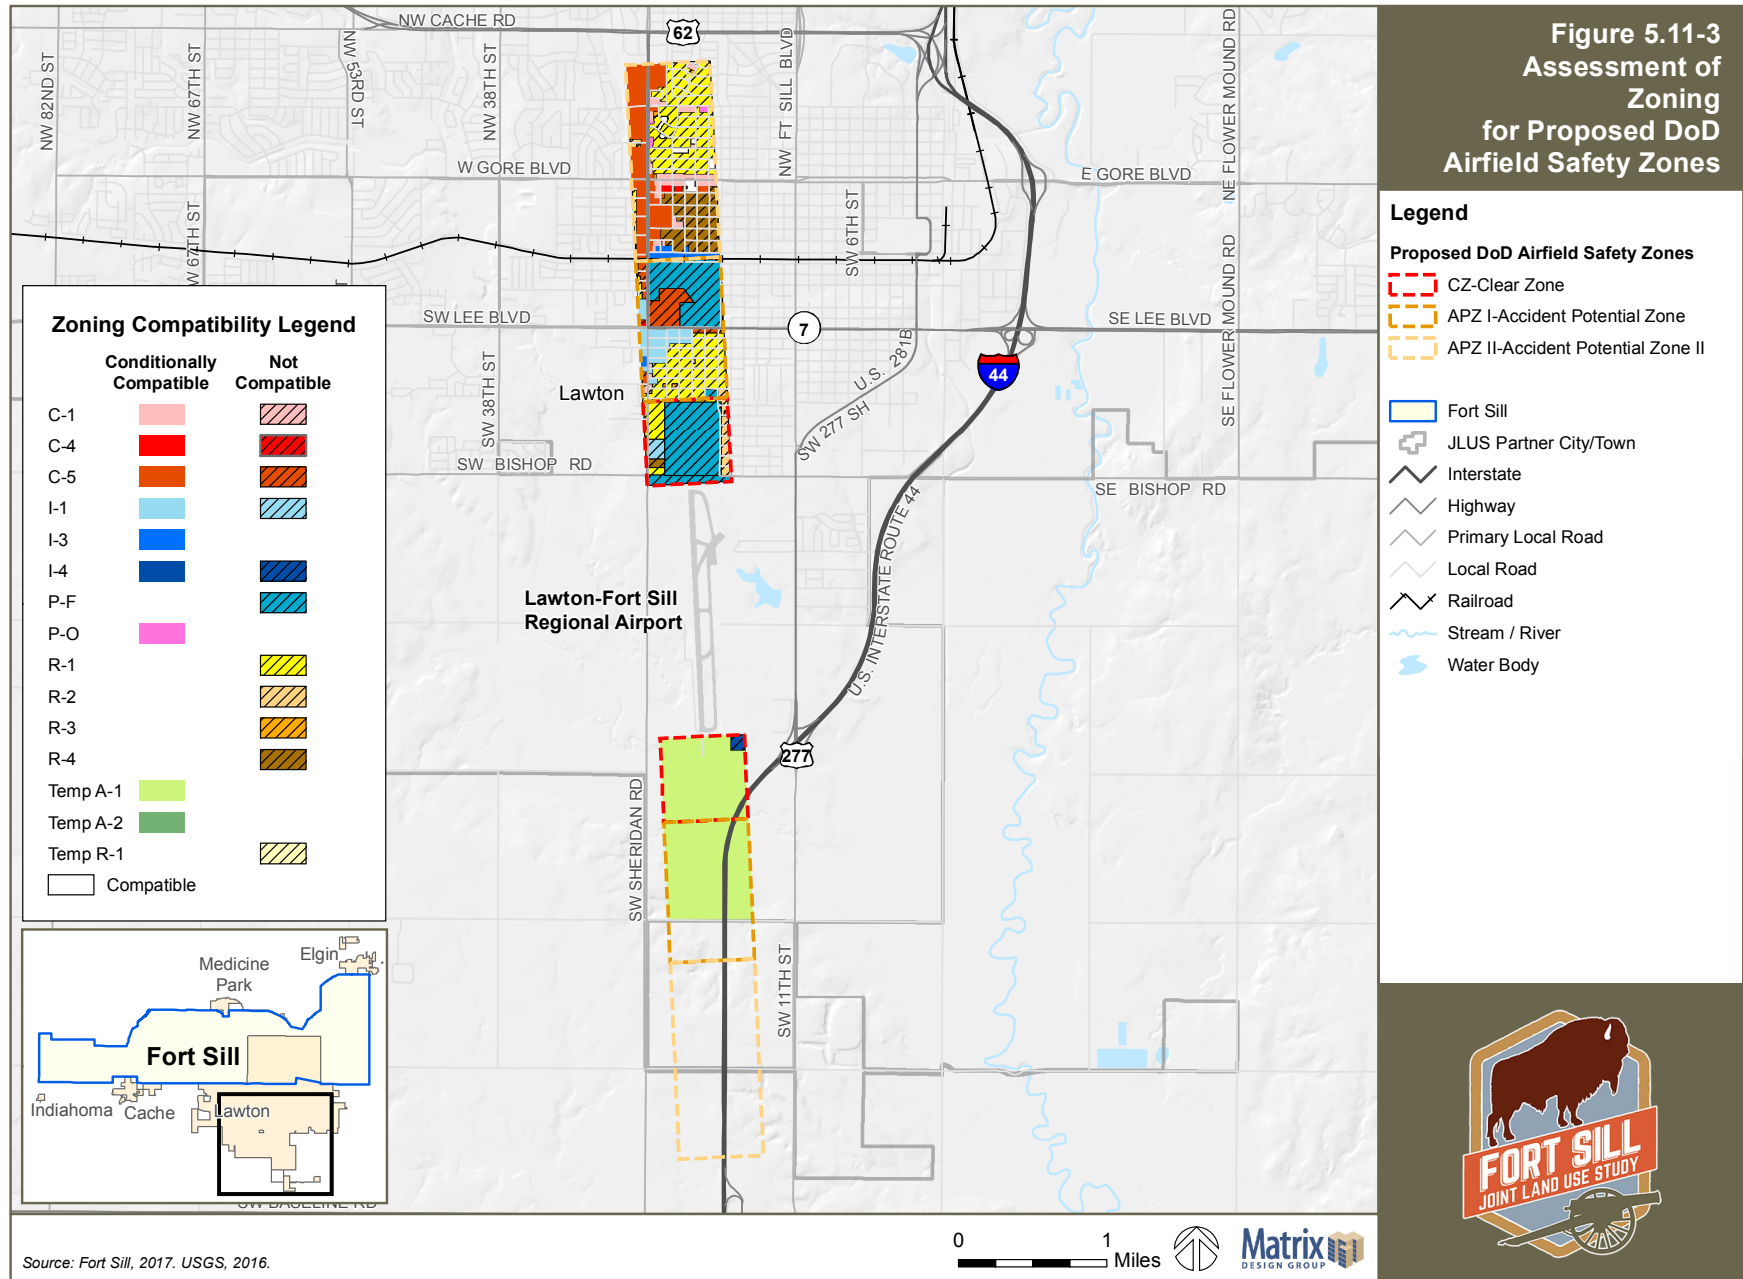 Figure 5.11-3
Assessment of
Zoning
for Proposed DoD
Airfield Safety Zones
Legend
Proposed DoD Airfield Safety Zones
CZ-Clear Zone
APZ I-Accident Potential Zone
APZ II-Accident Potential Zone II
Fort Sill
JLUS Partner City/Town
Interstate
Highway
Primary Local Road
Local Road
Railroad
Stream / River
Water Body
NW CACHE RD
62
NW 82ND ST
NW 67TH ST
NW 53RD ST
NW 38TH ST
NW FT SILL BLVD
NE FLOWER MOUND RD
W GORE BLVD
E GORE BLVD
W 67TH ST
SW 6TH ST
SE FLOWER MOUND RD
SW LEE BLVD
7
SE LEE BLVD
U.S. 281B
44
SW 38TH ST
Lawton
SW 277 SH
SW BISHOP RD
SE BISHOP RD
U.S. INTERSTATE ROUTE 44
Lawton-Fort Sill
Regional Airport
277
SW SHERIDAN RD
SW 11TH ST
SW BASELINE RD
Zoning Compatibility Legend
Conditionally
Compatible
Not
Compatible
C-1
C-4
C-5
I-1
I-3
I-4
P-F
P-O
R-1
R-2
R-3
R-4
Temp A-1
Temp A-2
Temp R-1
Compatible
Elgin
Medicine
Park
Fort Sill
Indiahoma
Cache
Lawton
Source: Fort Sill, 2017. USGS, 2016.
0 1
Miles
Matrix
DESIGN GROUP
FORT SILL
JOINT LAND USE STUDY